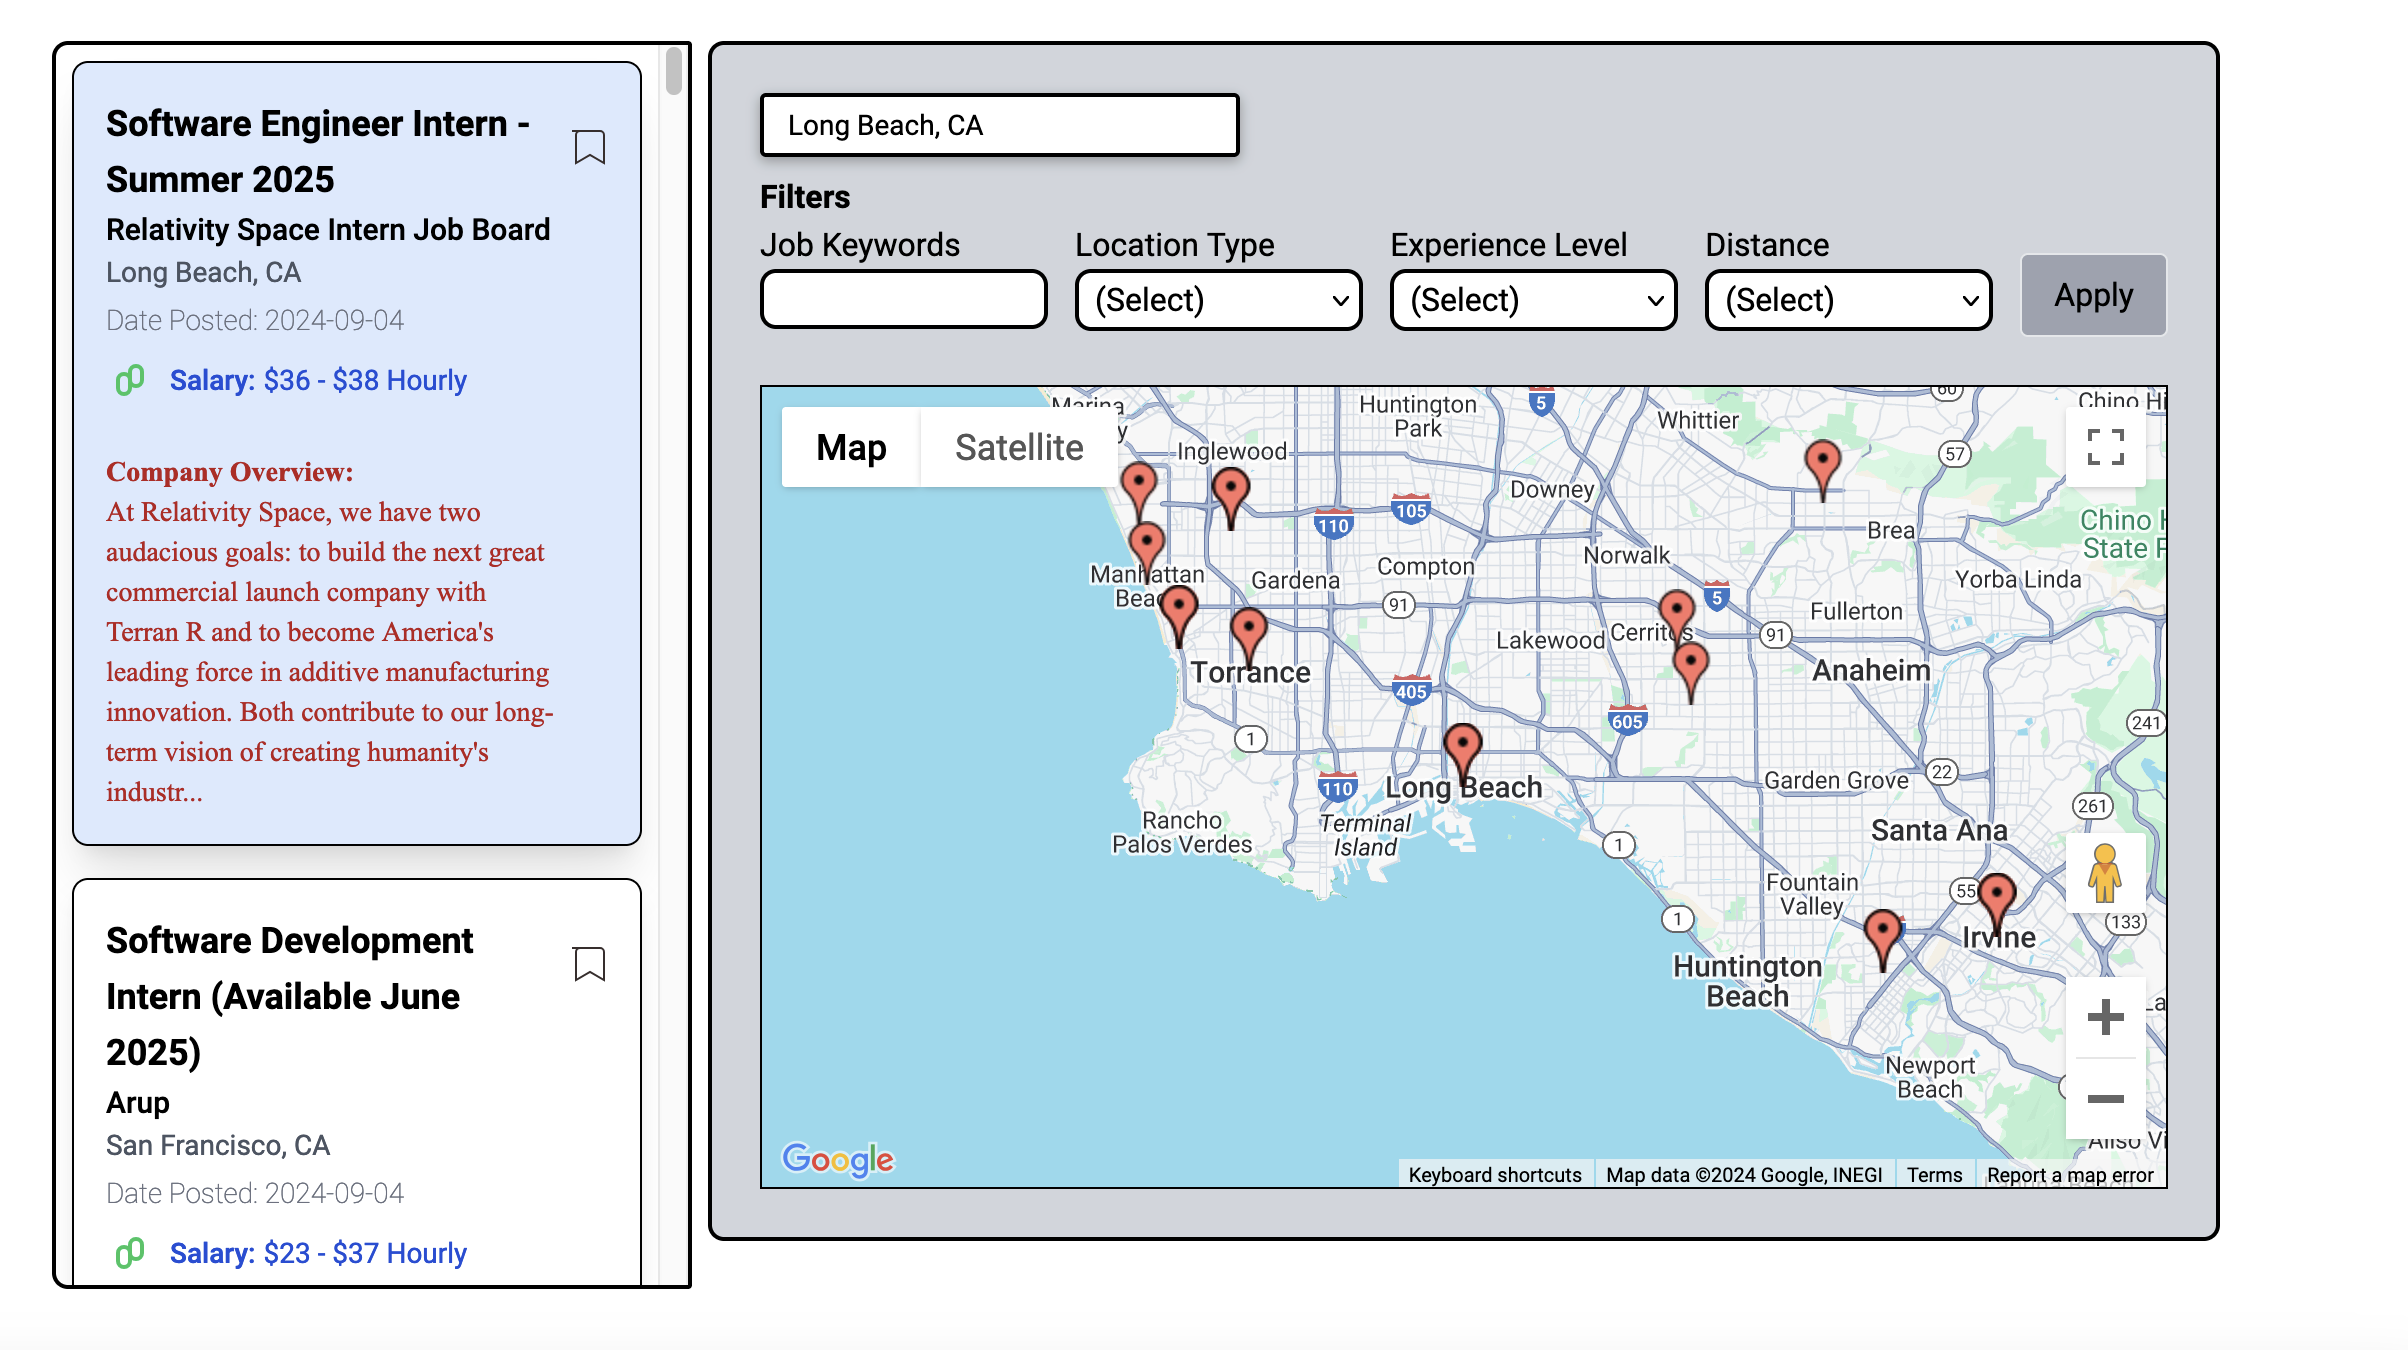 Software Engineer Intern -
Summer 2025
Relativity Space Intern Job Board
Long Beach, CA
Date Posted: 2024-09-04
Salary: $36 - $38 Hourly
Company Overview:
At Relativity Space, we have two
audacious goals: to build the next great
commercial launch company with
Terran R and to become America's
leading force in additive manufacturing
innovation. Both contribute to our long-
term vision of creating humanity's
industr...
Software Development
Intern (Available June
2025)
Arup
San Francisco, CA
Date Posted: 2024-09-04
Salary: $23 - $37 Hourly
Long Beach, CA
Filters
Job Keywords
Location Type
(Select)
Experience Level
(Select)
Distance
(Select)
Apply
Map
Satellite
Marina
Huntington
Park
5
Whittier
60
Chino Hi
Inglewood
57
Downey
110
105
Chino H
State P
Brea
Norwalk
Manhattan
Beac
Gardena
Compton
5
Yorba Linda
91
Fullerton
Lakewood
Cerritos
91
Torrance
Anaheim
405
605
241
1
110
Long Beach
Garden Grove
22
261
Rancho
Palos Verdes
Terminal
Island
1
Santa Ana
Fountain
Valley
55
133
1
Irvine
Huntington
Beach
La
Newport
Beach
Aliso Vi
Google
Keyboard shortcuts
Map data ©2024 Google, INEGI
Terms
Report a map error